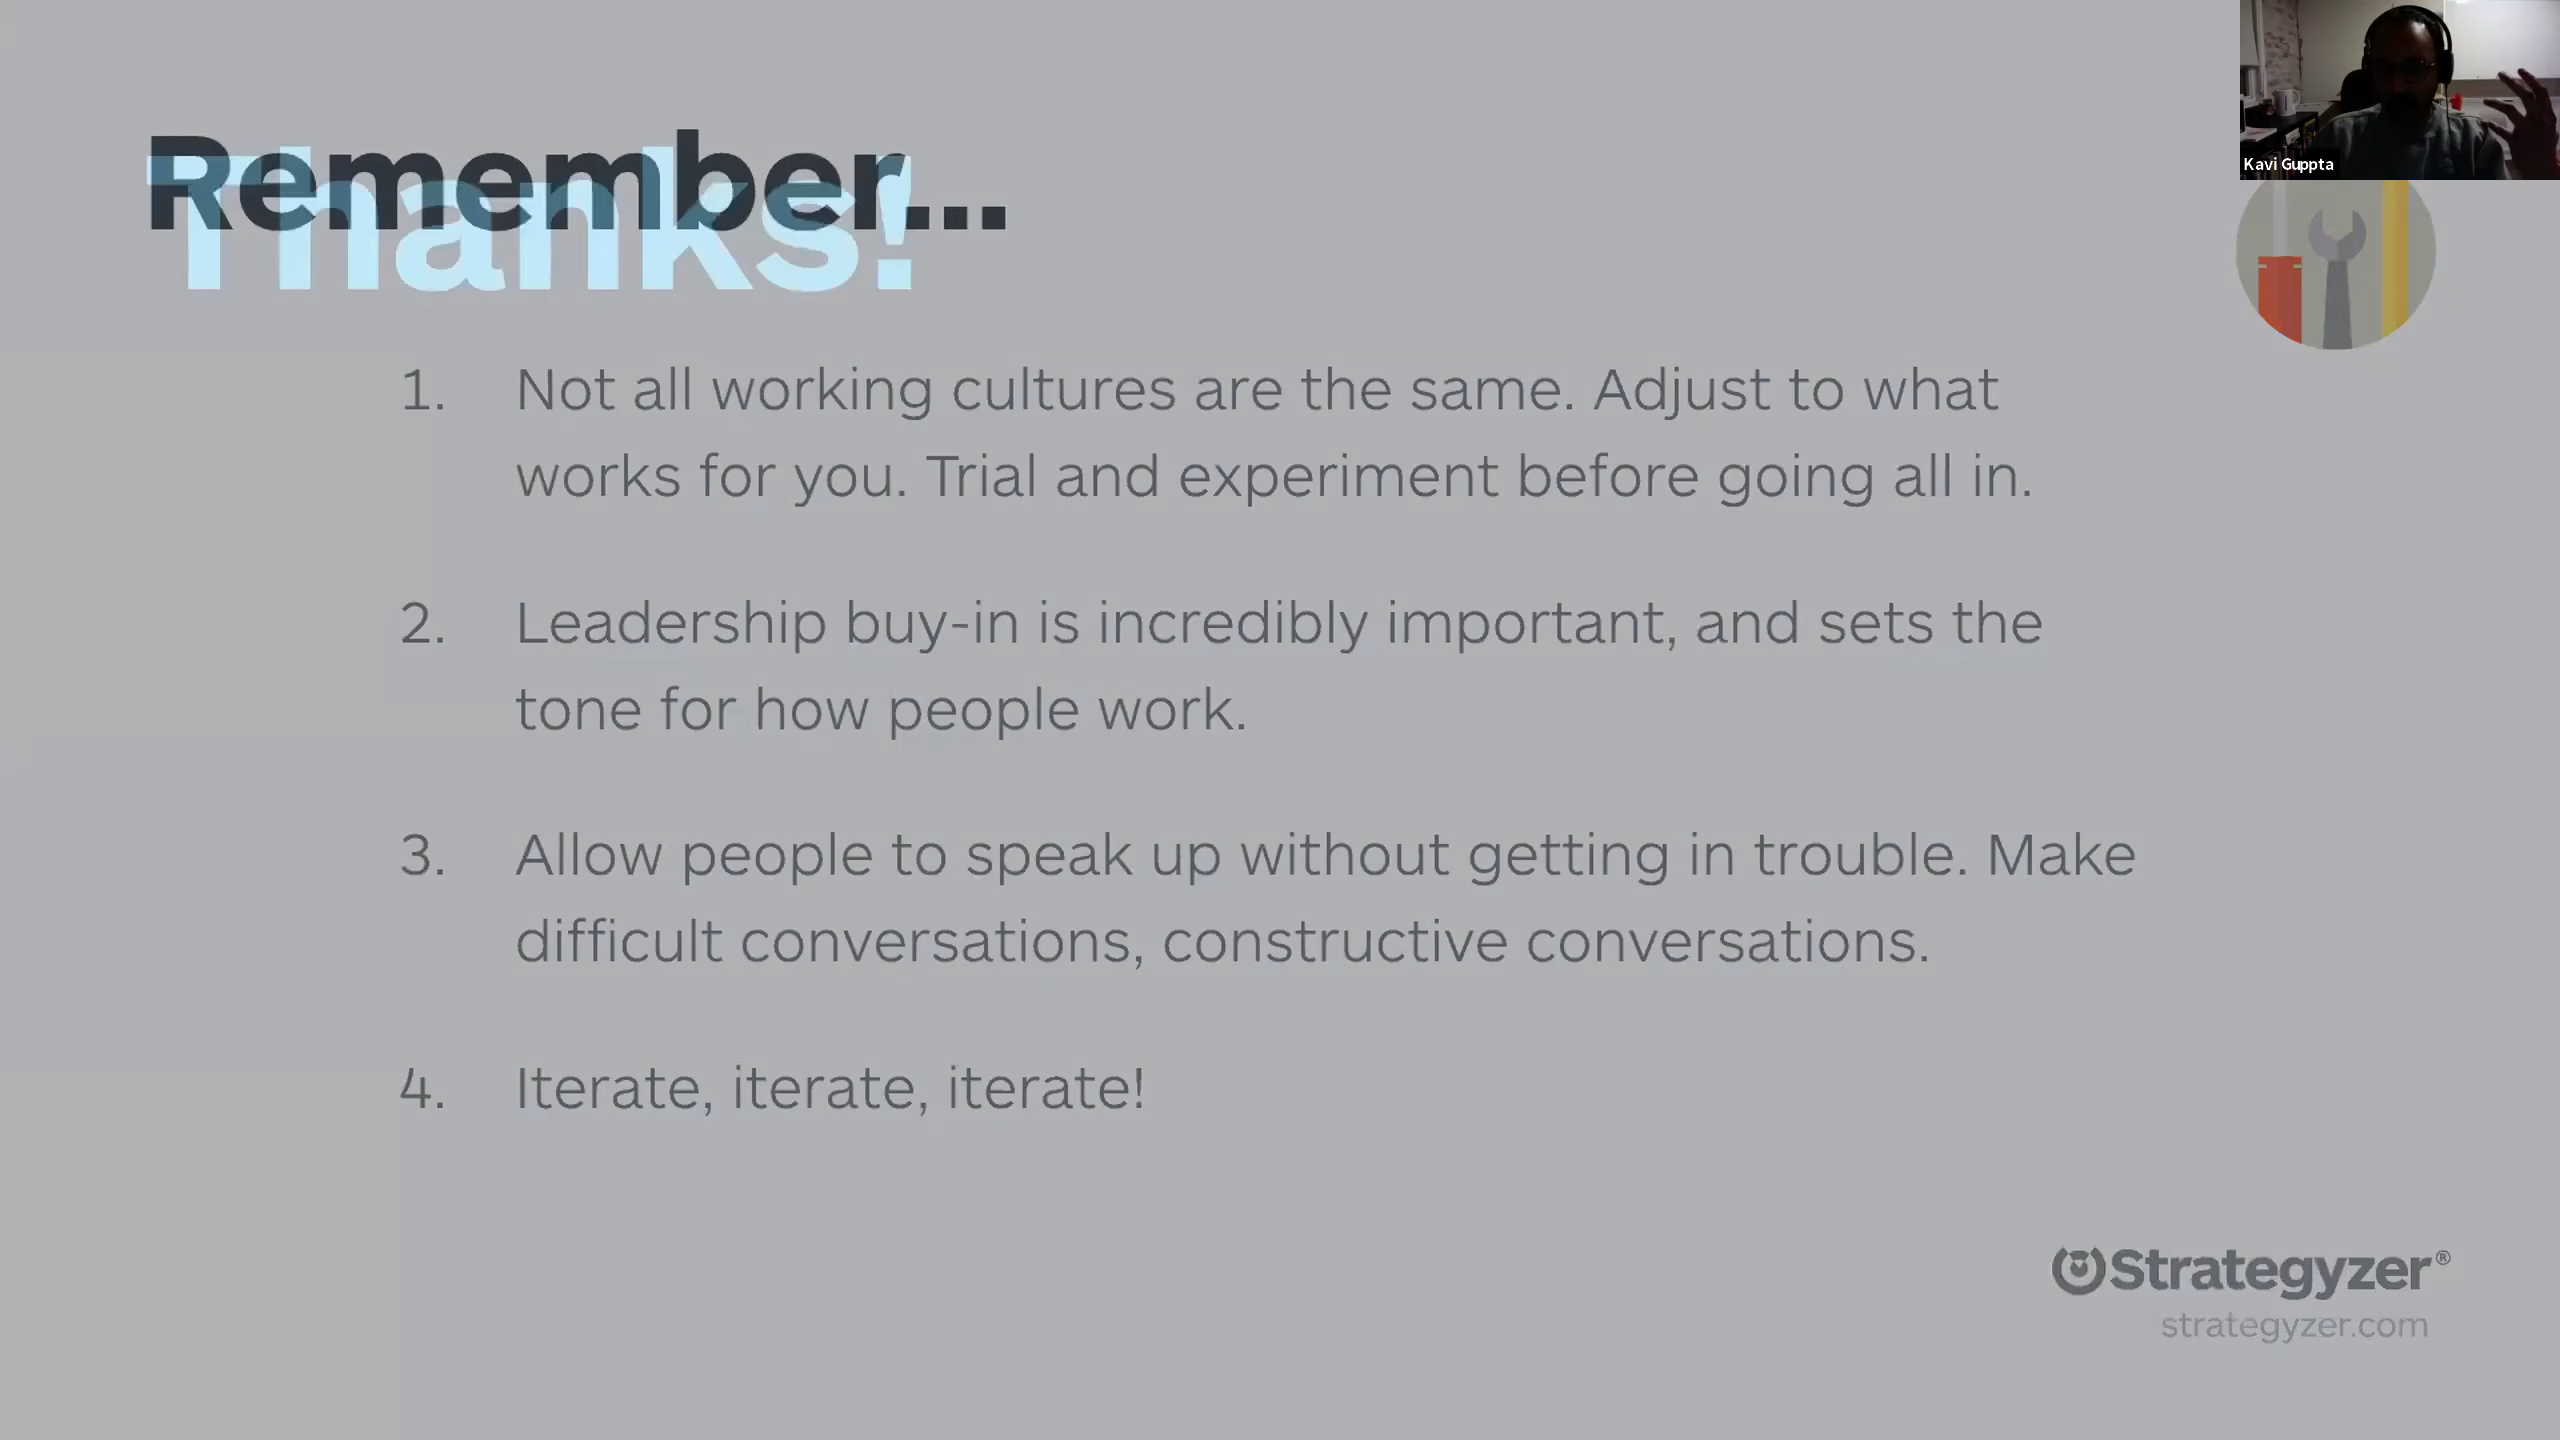 Kavi Guppta
Remember...
Thanks!
1. Not all working cultures are the same. Adjust to what
works for you. Trial and experiment before going all in.
2. Leadership buy-in is incredibly important, and sets the
tone for how people work.
3. Allow people to speak up without getting in trouble. Make
difficult conversations, constructive conversations.
4. Iterate, iterate, iterate!
Strategyzer®
strategyzer.com